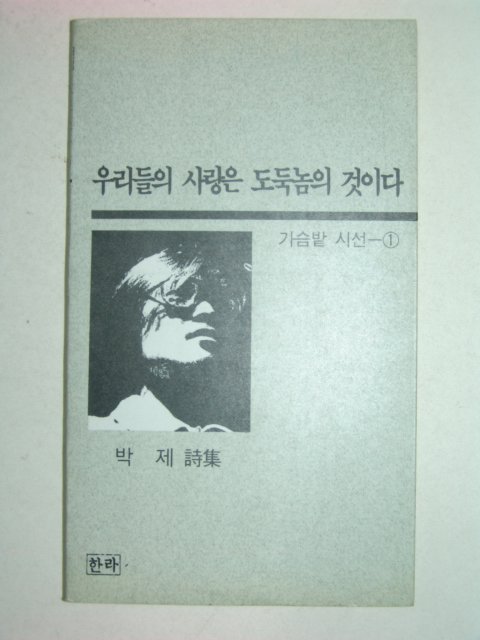 우리들의 사랑은 도둑놈의 것이다
가슴밭 시선—①
박 제 詩集
한라